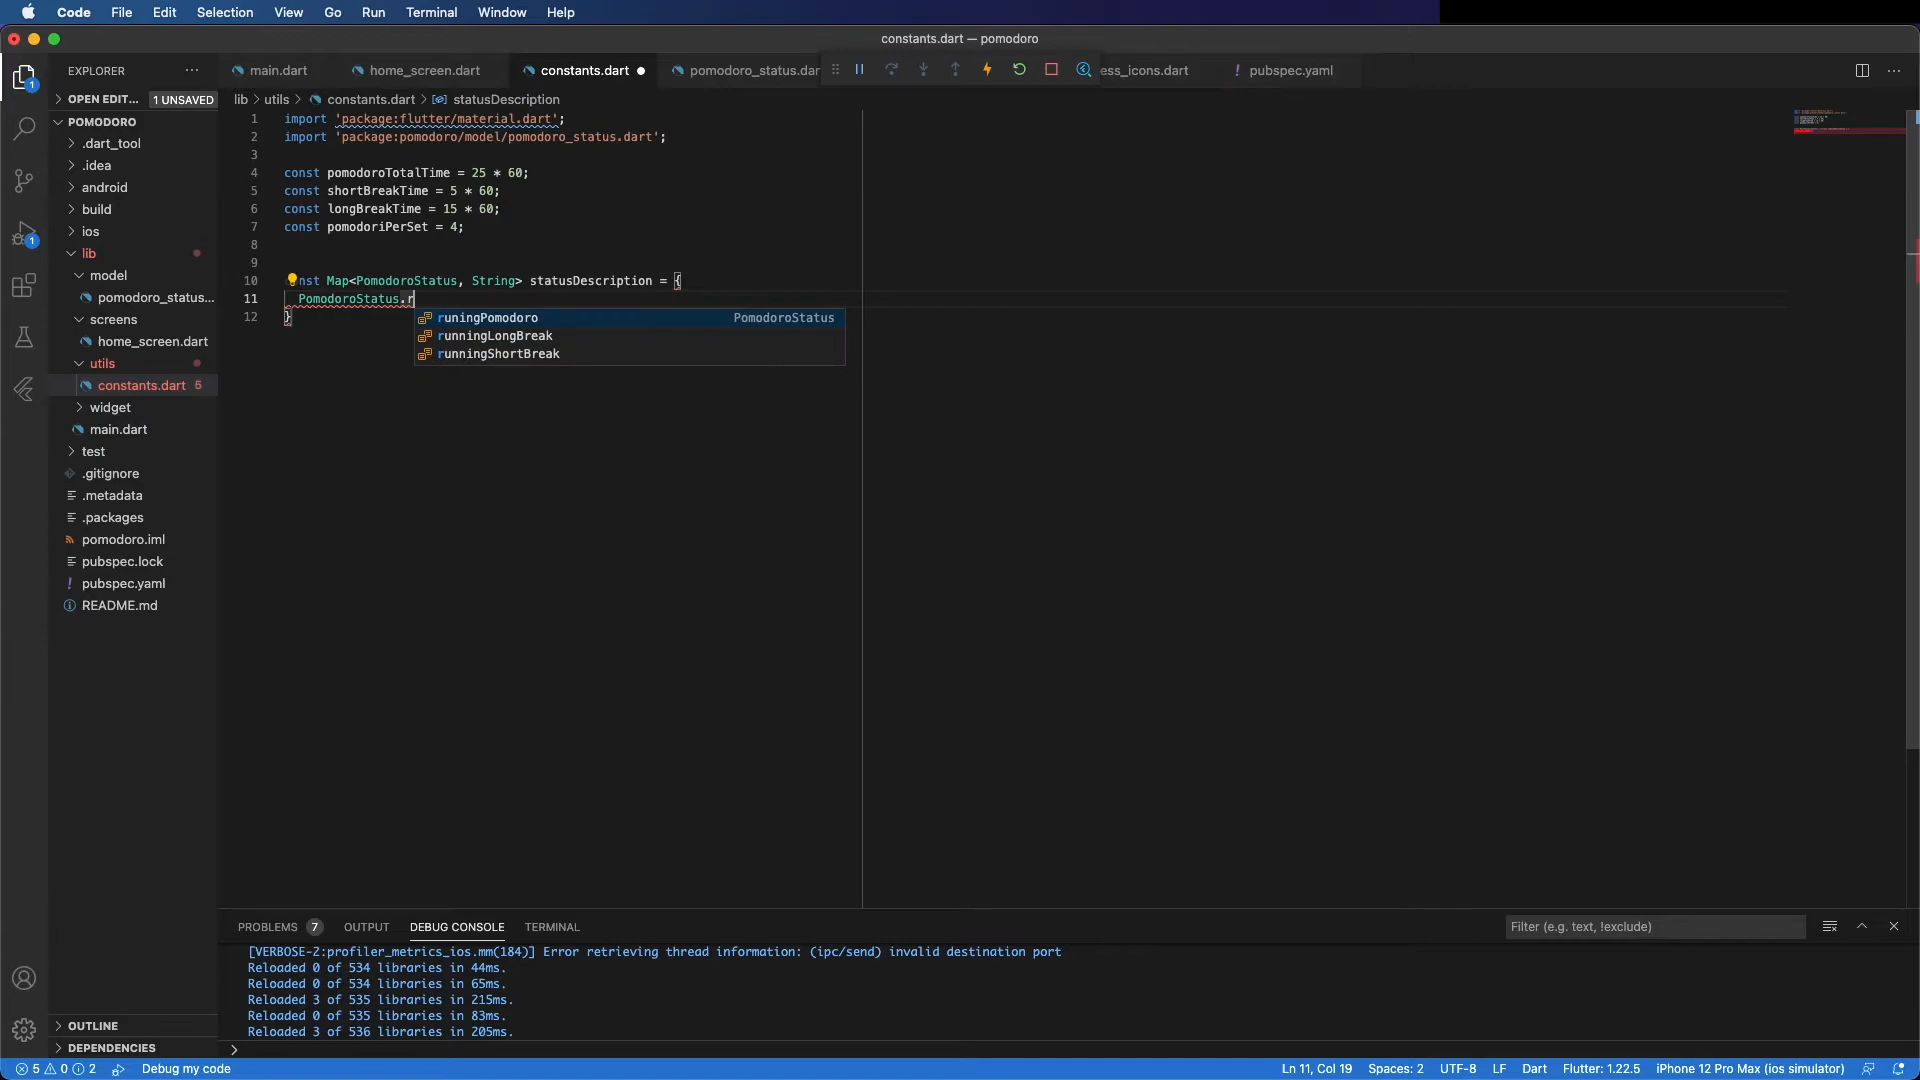 Code File Edit Selection View Go Run Terminal Window Help
constants.dart — pomodoro
EXPLORER ···
main.dart
home_screen.dart
constants.dart
pomodoro_status.dar
ess_icons.dart
! pubspec.yaml
1
OPEN EDIT... 1 UNSAVED
POMODORO
.dart_tool
.idea
android
build
ios
lib
model
pomodoro_status...
screens
home_screen.dart
utils
constants.dart 5
widget
main.dart
test
.gitignore
.metadata
.packages
pomodoro.iml
pubspec.lock
! pubspec.yaml
README.md
OUTLINE
DEPENDENCIES
1
lib > utils > constants.dart > statusDescription
1 import 'package:flutter/material.dart';
2 import 'package:pomodoro/model/pomodoro_status.dart';
3
4 const pomodoroTotalTime = 25 * 60;
5 const shortBreakTime = 5 * 60;
6 const longBreakTime = 15 * 60;
7 const pomodoriPerSet = 4;
8
9
10 nst Map<PomodoroStatus, String> statusDescription = {
11 PomodoroStatus.r
12 }
runingPomodoro PomodoroStatus
runningLongBreak
runningShortBreak
PROBLEMS 7 OUTPUT DEBUG CONSOLE TERMINAL
Filter (e.g. text, !exclude)
[VERBOSE-2:profiler_metrics_ios.mm(184)] Error retrieving thread information: (ipc/send) invalid destination port
Reloaded 0 of 534 libraries in 44ms.
Reloaded 0 of 534 libraries in 65ms.
Reloaded 3 of 535 libraries in 215ms.
Reloaded 0 of 535 libraries in 83ms.
Reloaded 3 of 536 libraries in 205ms.
>
5 0 2 Debug my code
Ln 11, Col 19 Spaces: 2 UTF-8 LF Dart Flutter: 1.22.5 iPhone 12 Pro Max (ios simulator)